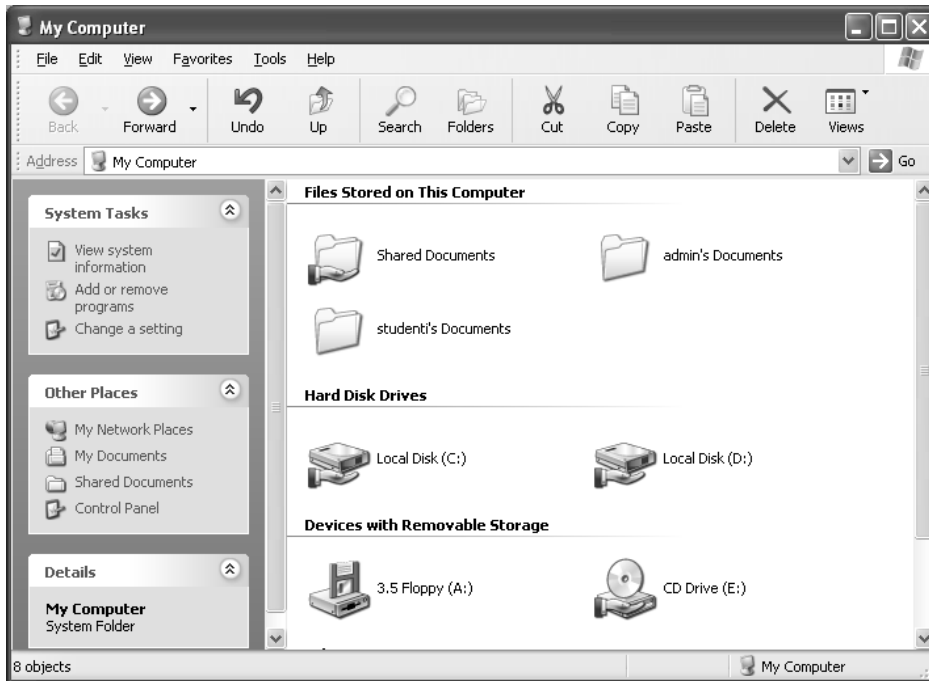 My Computer
File Edit View Favorites Tools Help
Back Forward Undo Up Search Folders Cut Copy Paste Delete Views
Address My Computer Go
System Tasks
View system
information
Add or remove
programs
Change a setting
Other Places
My Network Places
My Documents
Shared Documents
Control Panel
Details
My Computer
System Folder
Files Stored on This Computer
Shared Documents admin's Documents
studenti's Documents
Hard Disk Drives
Local Disk (C:) Local Disk (D:)
Devices with Removable Storage
3.5 Floppy (A:) CD Drive (E:)
8 objects My Computer